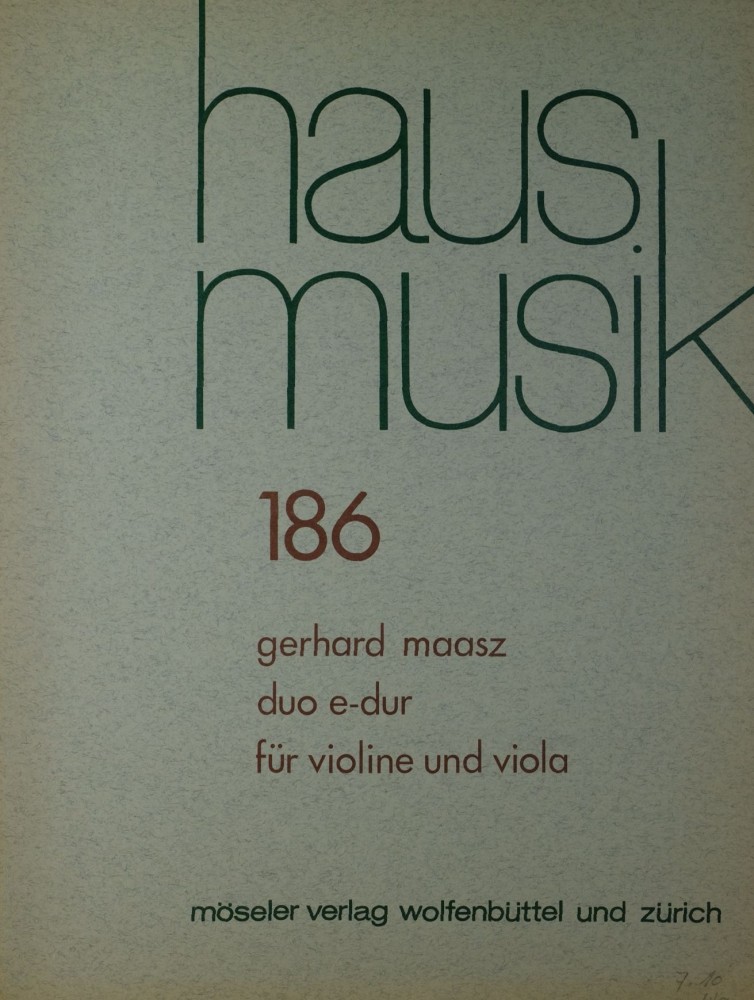 haus
musik
186
gerhard maasz
duo e-dur
für violine und viola
möseler verlag wolfenbüttel und zürich